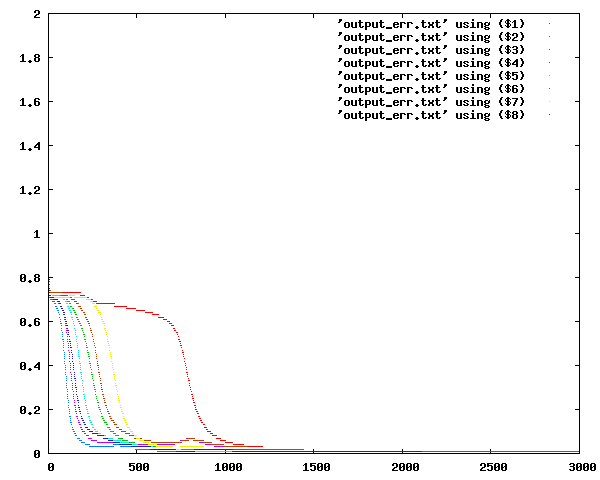 2
'output_err.txt' using ($1)
'output_err.txt' using ($2)
1.8
'output_err.txt' using ($3)
'output_err.txt' using ($4)
'output_err.txt' using ($5)
1.6
'output_err.txt' using ($6)
'output_err.txt' using ($7)
'output_err.txt' using ($8)
1.4
1.2
1
0.8
0.6
0.4
0.2
0
0 500 1000 1500 2000 2500 3000